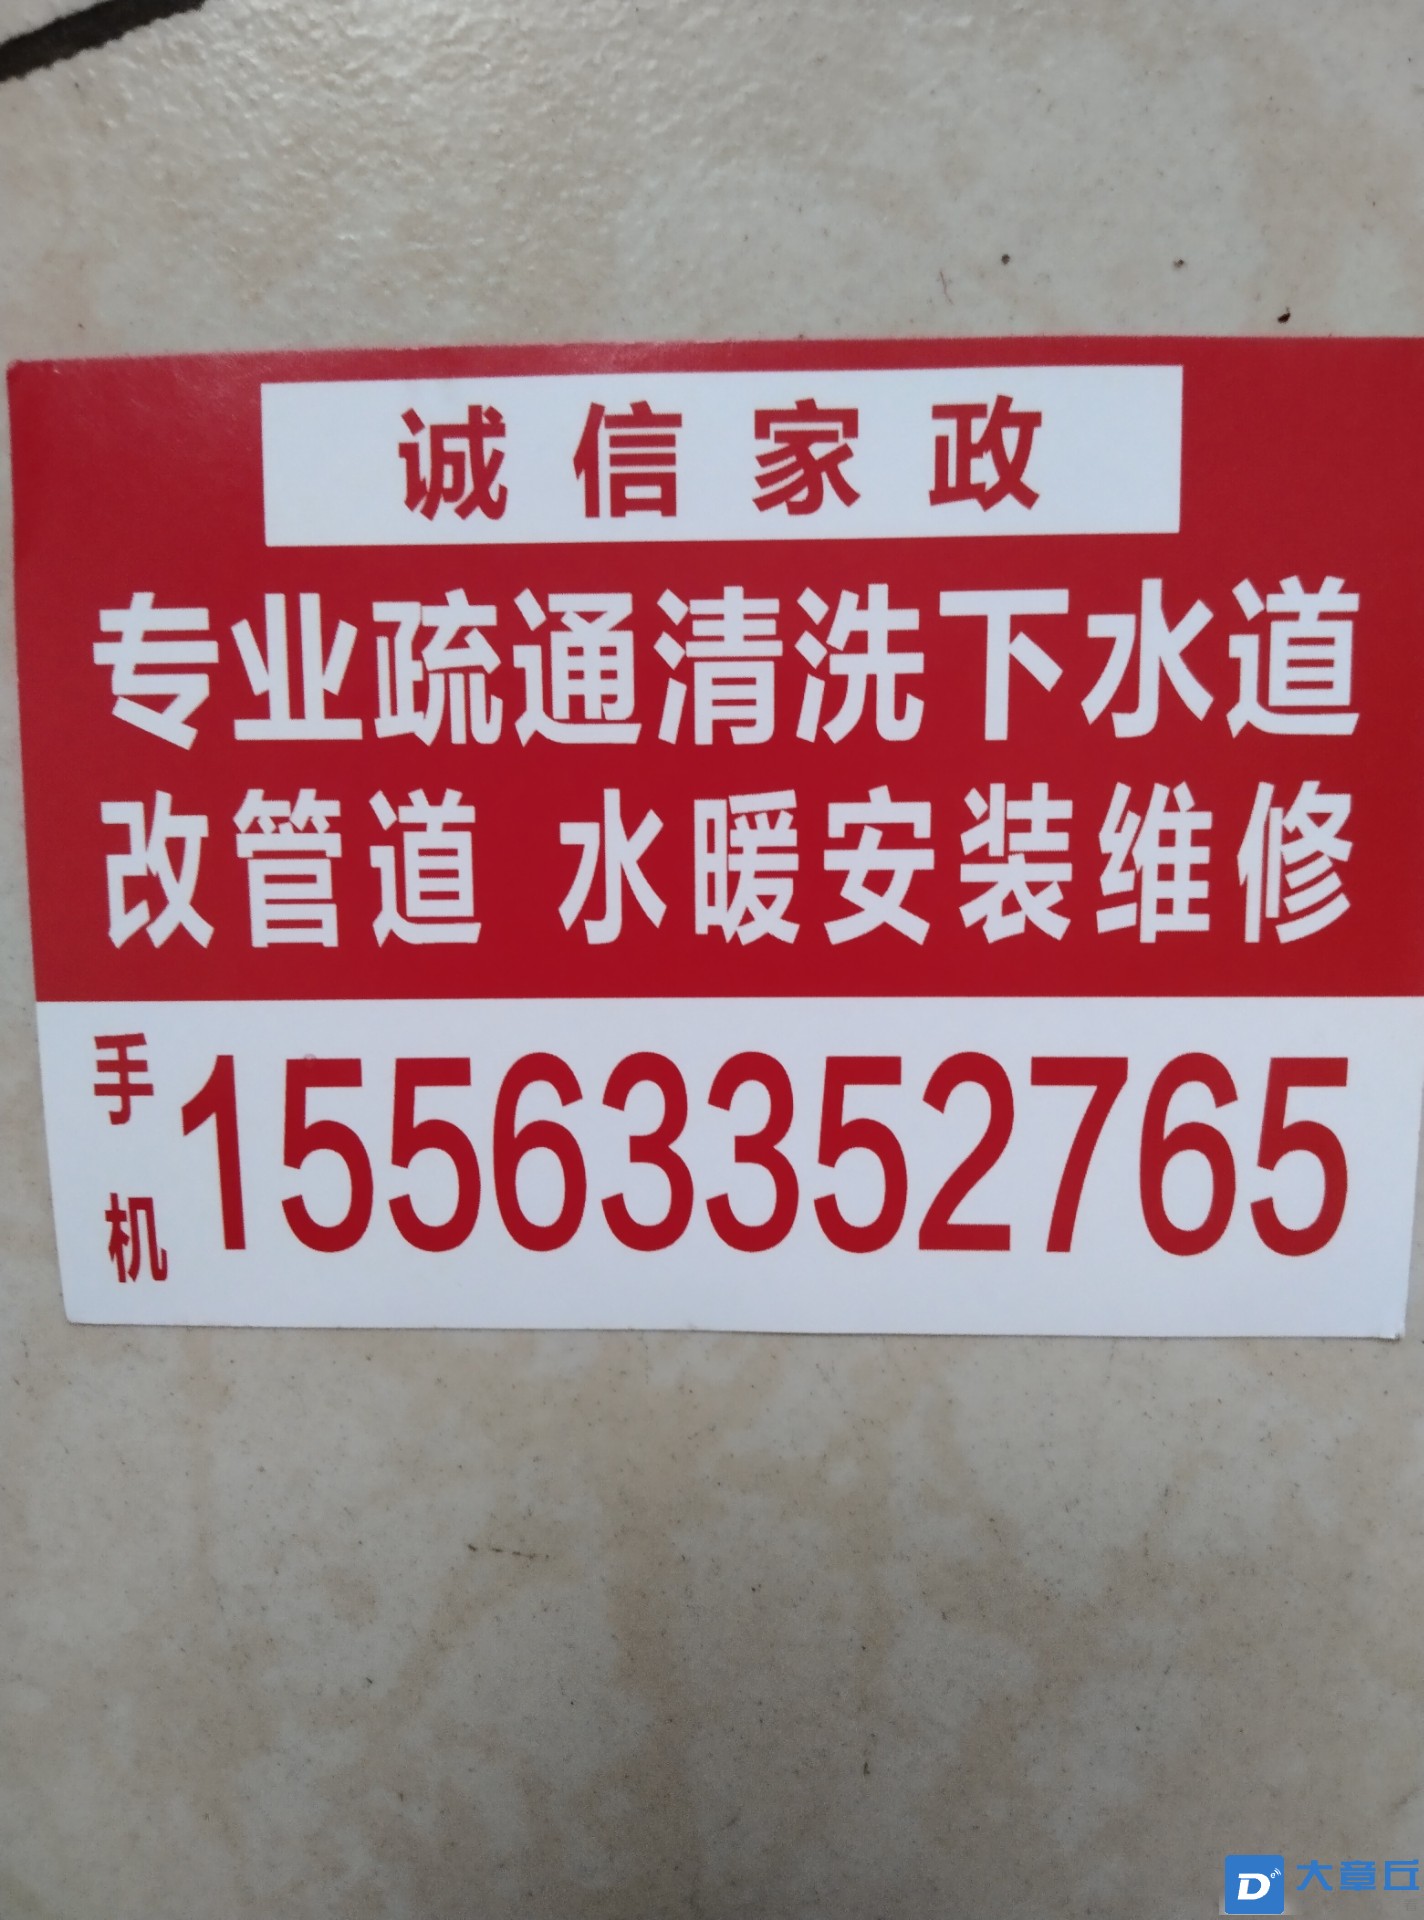 诚信家政
专业疏通清洗下水道
改管道 水暖安装维修
手机 15563352765
D 大章丘